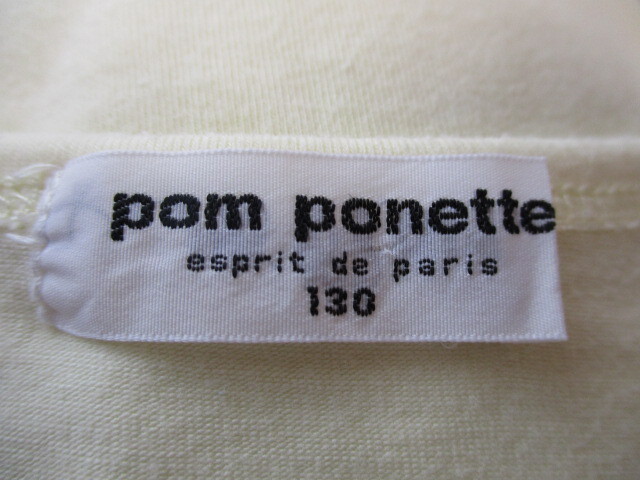 pom ponette
esprit de paris
130